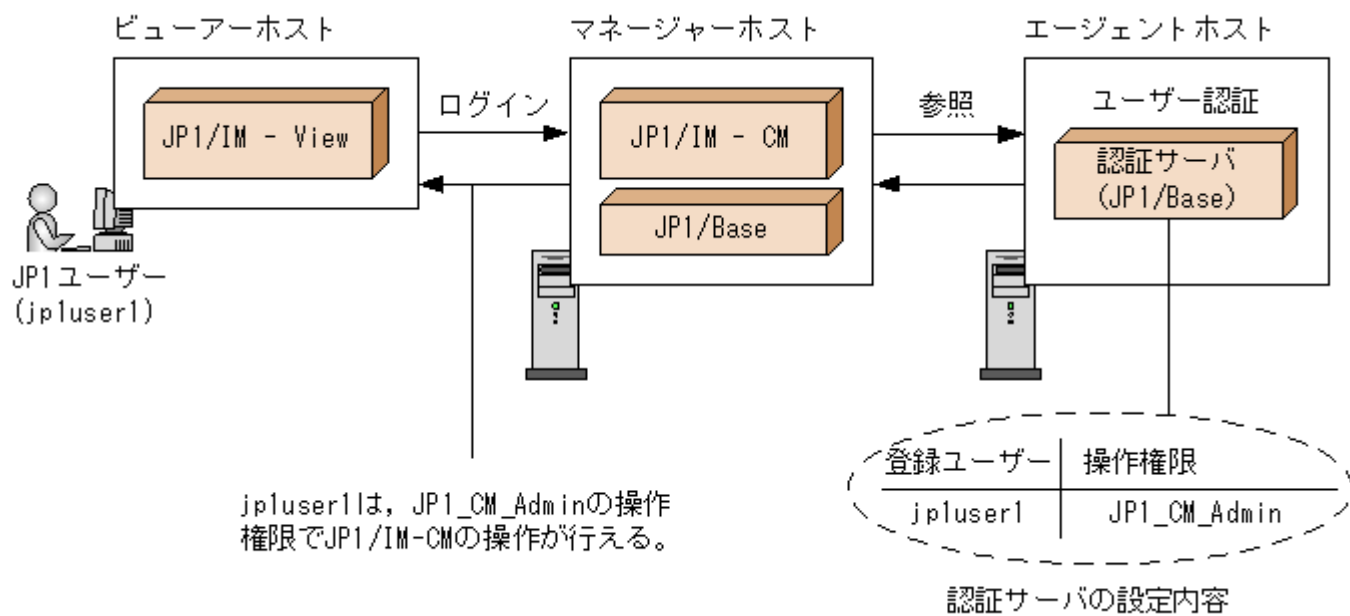 ビューアーホスト
マネージャーホスト
エージェントホスト
JP1/IM - View
ログイン
JP1/IM - CM
JP1/Base
参照
ユーザー認証
認証サーバ
(JP1/Base)
JP1ユーザー
(jp1user1)
jp1user1は，JP1_CM_Adminの操作
権限でJP1/IM-CMの操作が行える。
登録ユーザー 操作権限
jp1user1 JP1_CM_Admin
認証サーバの設定内容